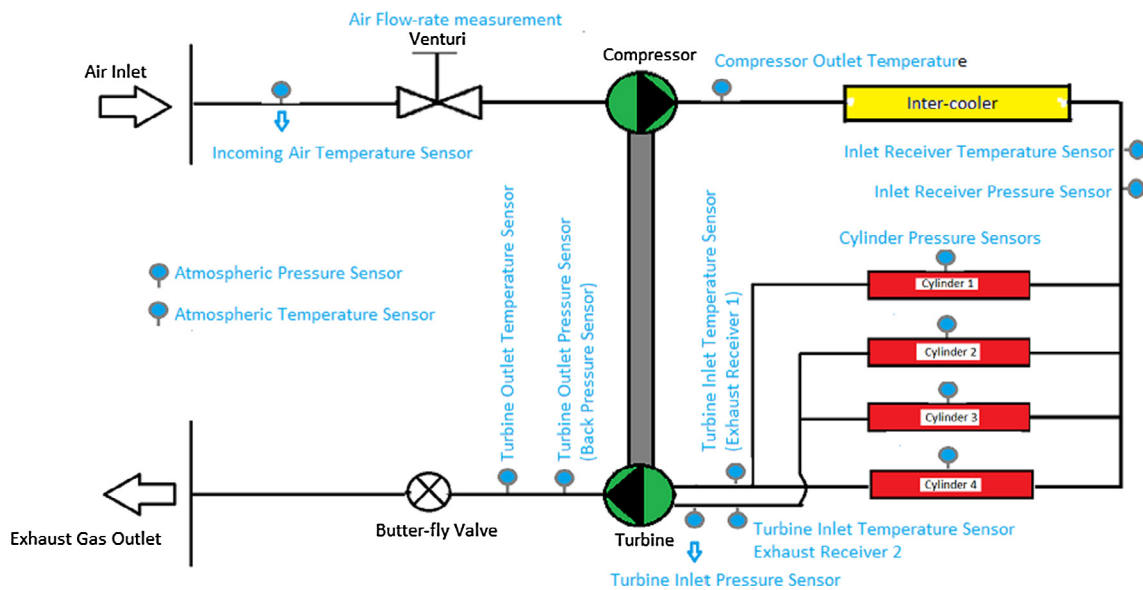 Air Flow-rate measurement
Venturi
Compressor
Compressor Outlet Temperature
Air Inlet
Inter-cooler
Incoming Air Temperature Sensor
Inlet Receiver Temperature Sensor
Inlet Receiver Pressure Sensor
Cylinder Pressure Sensors
Atmospheric Pressure Sensor
Atmospheric Temperature Sensor
Turbine Outlet Temperature Sensor
Turbine Outlet Pressure Sensor
(Back Pressure Sensor)
Turbine Inlet Temperature Sensor
(Exhaust Receiver 1)
Cylinder 1
Cylinder 2
Cylinder 3
Cylinder 4
Exhaust Gas Outlet
Butter-fly Valve
Turbine
Turbine Inlet Temperature Sensor
Exhaust Receiver 2
Turbine Inlet Pressure Sensor